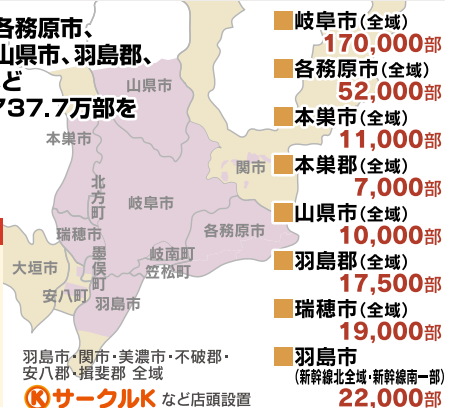 各務原市、
山県市、羽島郡、
ど
737.7万部を
山県市
本巣市
関市
北方町
岐阜市
瑞穂市
各務原市
墨俣町
岐南町
笠松町
大垣市
安八町
羽島市
羽島市・関市・美濃市・不破郡・
安八郡・揖斐郡 全域
ⓀサークルK など店頭設置
岐阜市(全域)
170,000部
各務原市(全域)
52,000部
本巣市(全域)
11,000部
本巣郡(全域)
7,000部
山県市(全域)
10,000部
羽島郡(全域)
17,500部
瑞穂市(全域)
19,000部
羽島市
(新幹線北全域・新幹線南一部)
22,000部